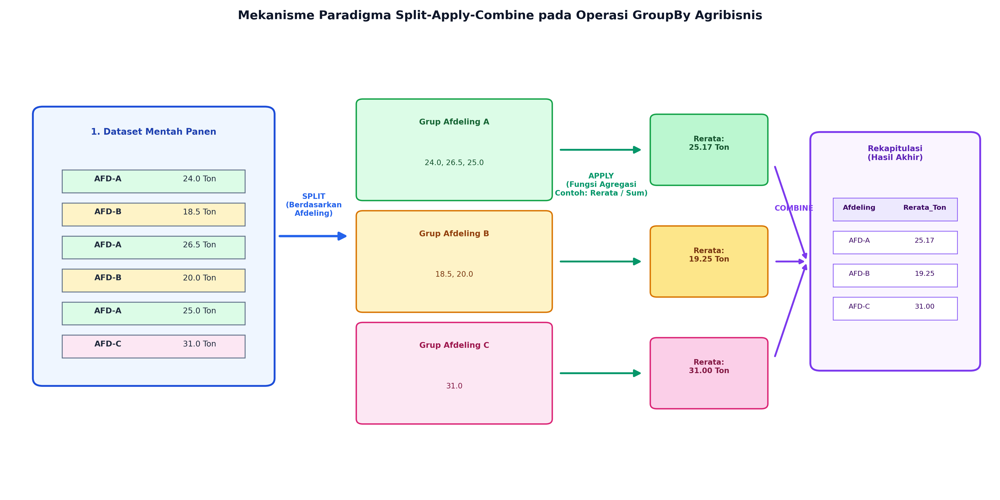 Mekanisme Paradigma Split-Apply-Combine pada Operasi GroupBy Agribisnis
1. Dataset Mentah Panen
AFD-A 24.0 Ton
AFD-B 18.5 Ton
AFD-A 26.5 Ton
AFD-B 20.0 Ton
AFD-A 25.0 Ton
AFD-C 31.0 Ton
SPLIT
(Berdasarkan
Afdeling)
Grup Afdeling A
24.0, 26.5, 25.0
Grup Afdeling B
18.5, 20.0
Grup Afdeling C
31.0
APPLY
(Fungsi Agregasi
Contoh: Rerata / Sum)
Rerata:
25.17 Ton
Rerata:
19.25 Ton
Rerata:
31.00 Ton
COMBINE
Rekapitulasi
(Hasil Akhir)
Afdeling Rerata_Ton
AFD-A 25.17
AFD-B 19.25
AFD-C 31.00